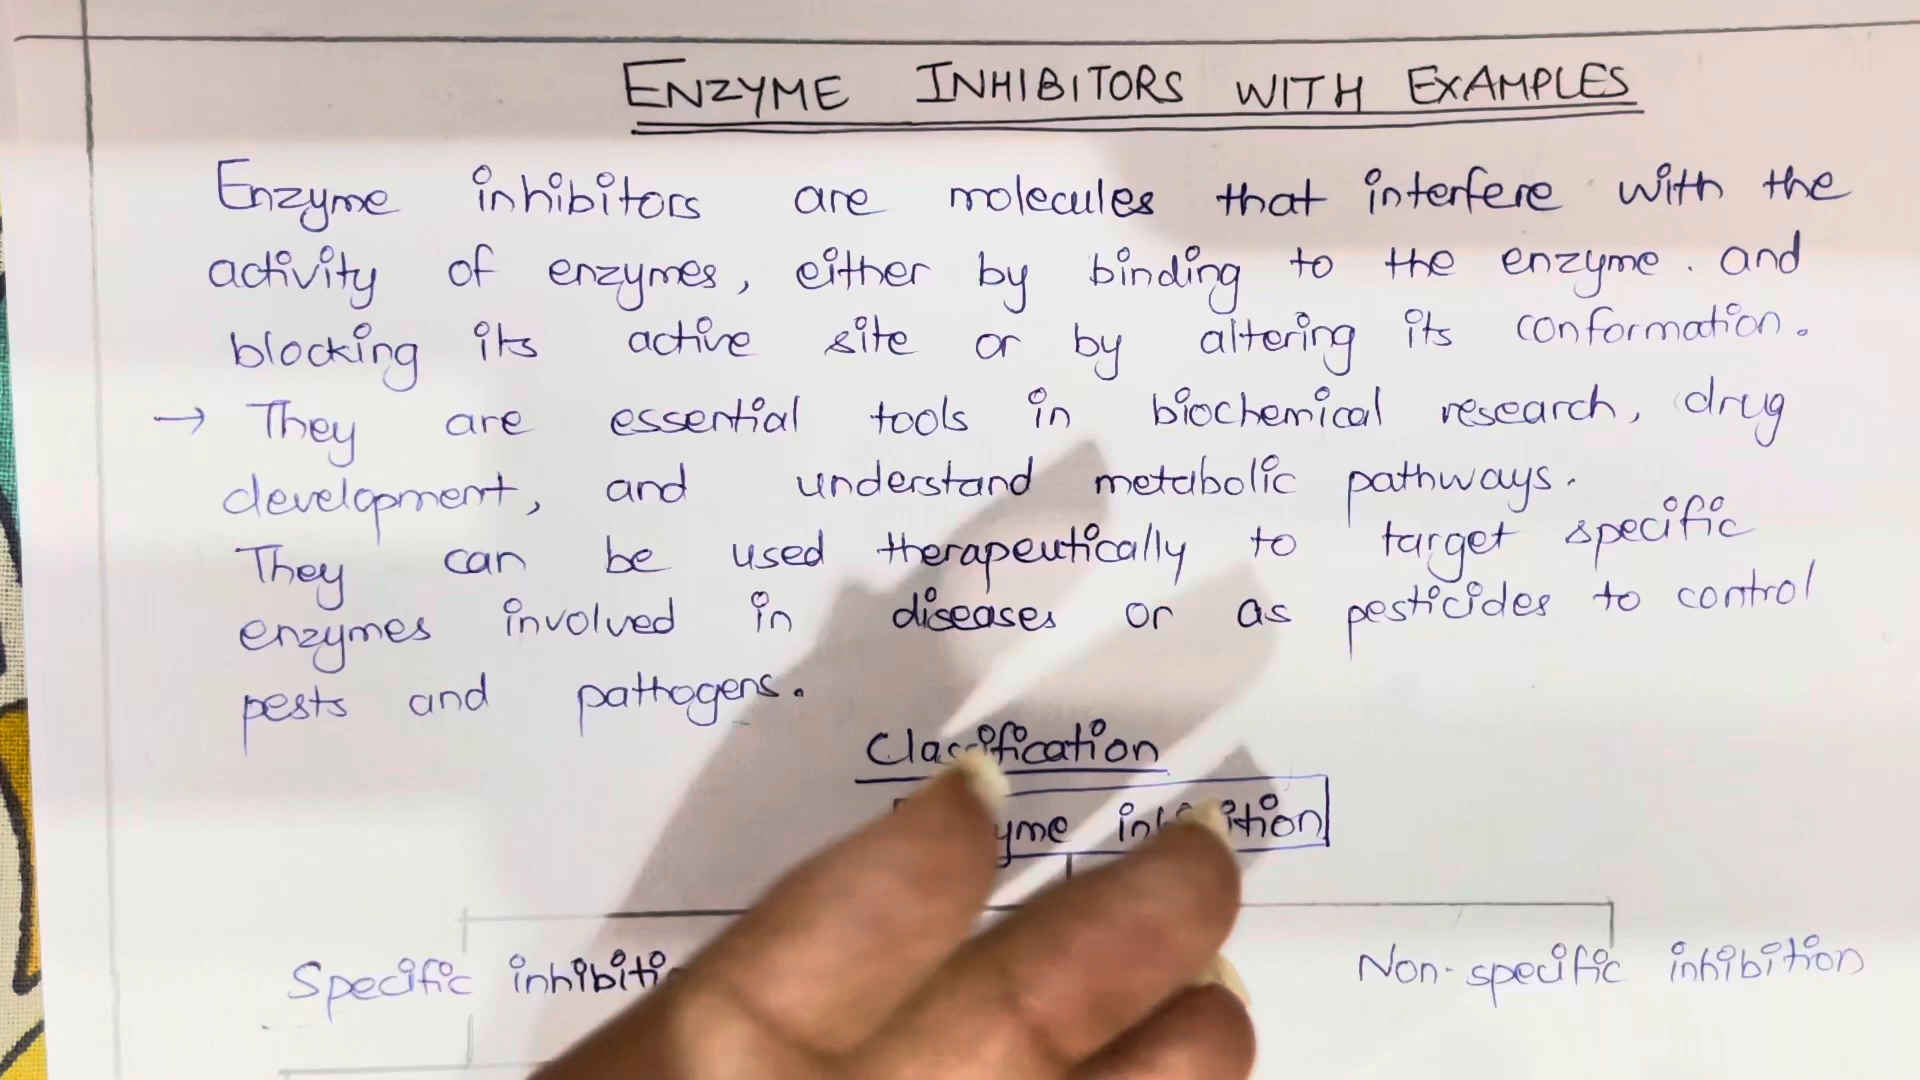 ENZYME INHIBITORS WITH EXAMPLES
Enzyme inhibitors are molecules that interfere with the
activity of enzymes, either by binding to the enzyme. and
blocking its active site or by altering its conformation.
→ They are essential tools in biochemical research, drug
development, and understand metabolic pathways.
They can be used therapeutically to target specific
enzymes involved in diseases or as pesticides to control
pests and pathogens.
Classification
Specific Non-specific inhibition